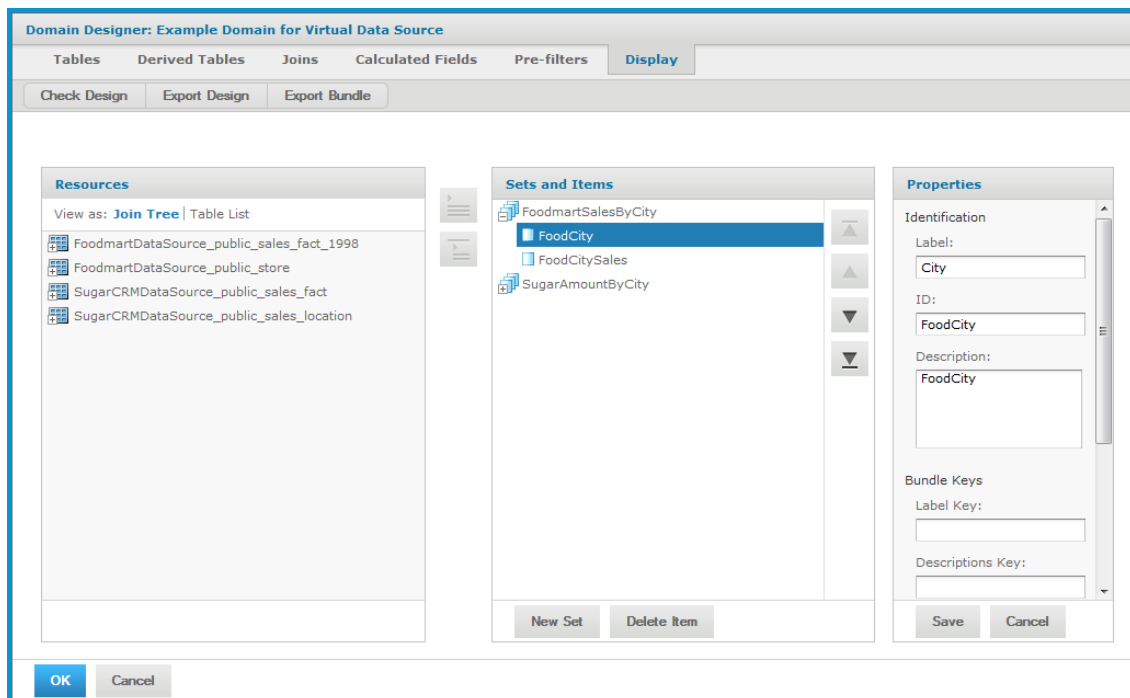 Domain Designer: Example Domain for Virtual Data Source
Tables Derived Tables Joins Calculated Fields Pre-filters Display
Check Design Export Design Export Bundle
Resources
View as: Join Tree | Table List
FoodmartDataSource_public_sales_fact_1998
FoodmartDataSource_public_store
SugarCRMDataSource_public_sales_fact
SugarCRMDataSource_public_sales_location
Sets and Items
FoodmartSalesByCity
FoodCity
FoodCitySales
SugarAmountByCity
New Set Delete Item
Properties
Identification
Label:
City
ID:
FoodCity
Description:
FoodCity
Bundle Keys
Label Key:
Descriptions Key:
Save Cancel
OK Cancel